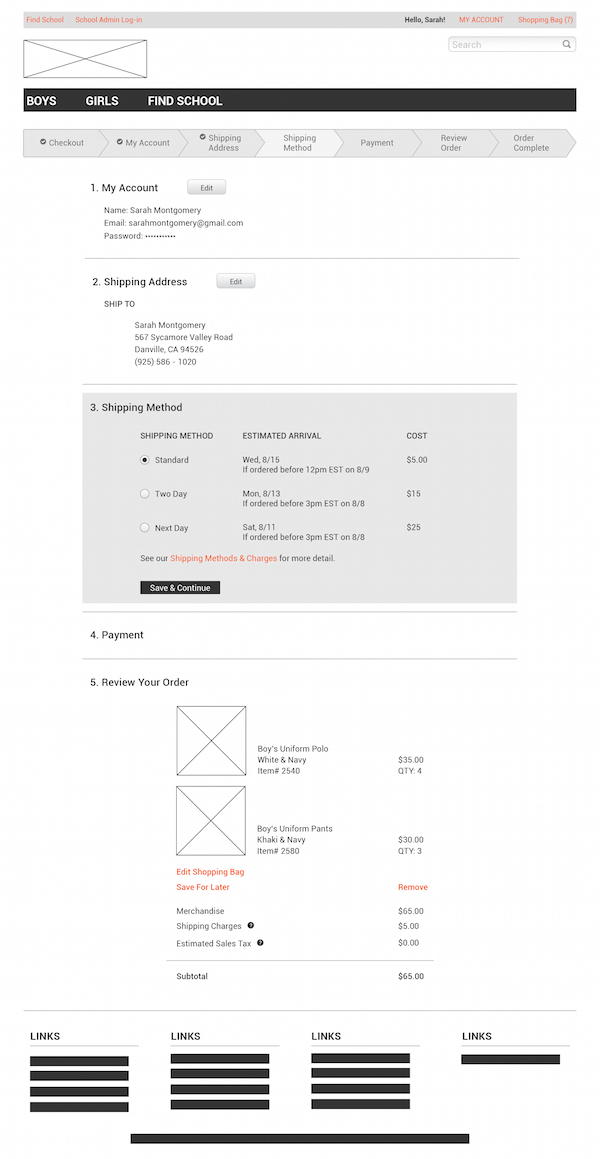 Find School School Admin Log-in Hello, Sarah! MY ACCOUNT Shopping Bag (7)
Search
BOYS GIRLS FIND SCHOOL
Checkout
My Account
Shipping
Address
Shipping
Method
Payment
Review
Order
Order
Complete
1. My Account Edit
Name: Sarah Montgomery
Email: sarahmontgomery@gmail.com
Password: •••••••••••
2. Shipping Address Edit
SHIP TO
Sarah Montgomery
567 Sycamore Valley Road
Danville, CA 94526
(925) 586 - 1020
3. Shipping Method
SHIPPING METHOD ESTIMATED ARRIVAL COST
Standard Wed, 8/15 $5.00
If ordered before 12pm EST on 8/9
Two Day Mon, 8/13 $15
If ordered before 3pm EST on 8/8
Next Day Sat, 8/11 $25
If ordered before 3pm EST on 8/8
See our Shipping Methods & Charges for more detail.
Save & Continue
4. Payment
5. Review Your Order
Boy's Uniform Polo
White & Navy $35.00
Item# 2540 QTY: 4
Boy's Uniform Pants
Khaki & Navy $30.00
Item# 2580 QTY: 3
Edit Shopping Bag
Save For Later Remove
Merchandise $65.00
Shipping Charges ? $5.00
Estimated Sales Tax ? $0.00
Subtotal $65.00
LINKS LINKS LINKS LINKS